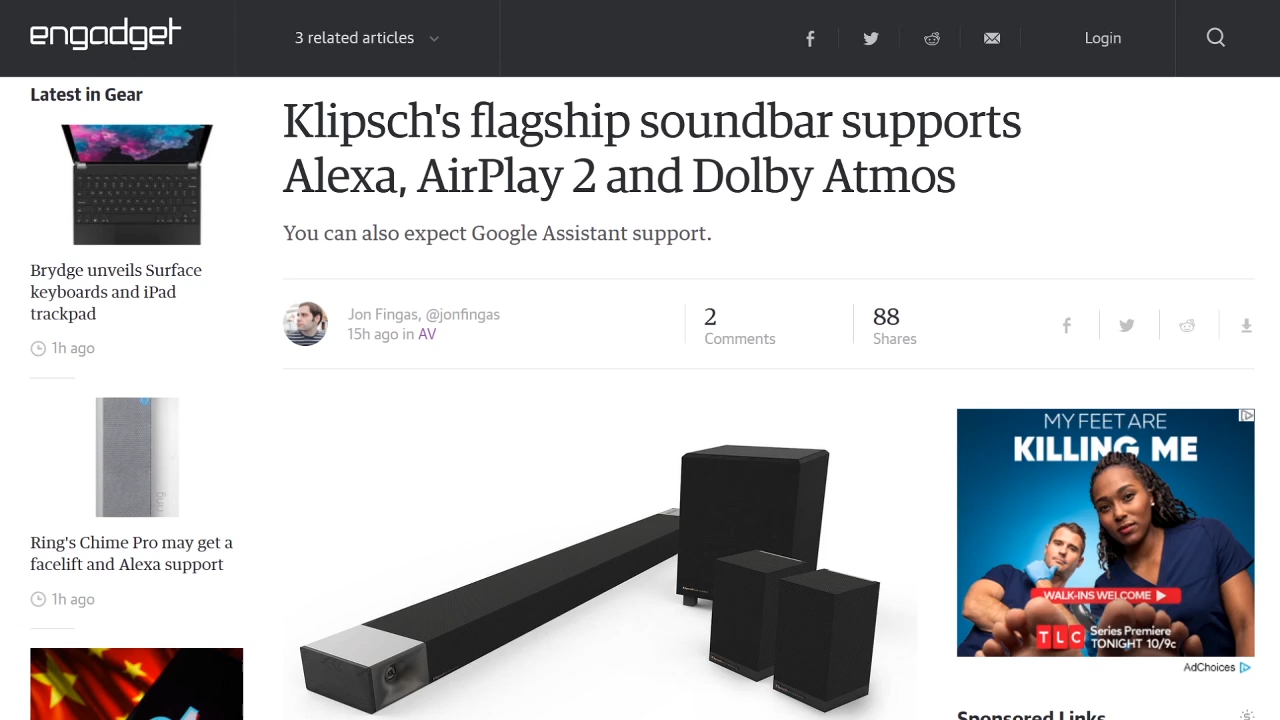 engadget
3 related articles
Login
Latest in Gear
Brydge unveils Surface
keyboards and iPad
trackpad
1h ago
Ring's Chime Pro may get a
facelift and Alexa support
1h ago
Klipsch's flagship soundbar supports
Alexa, AirPlay 2 and Dolby Atmos
You can also expect Google Assistant support.
Jon Fingas, @jonfingas
15h ago in AV
2
Comments
88
Shares
MY FEET ARE
KILLING ME
WALK-INS WELCOME
TLC
Series Premiere
TONIGHT 10/9c
AdChoices
Sponsored Links